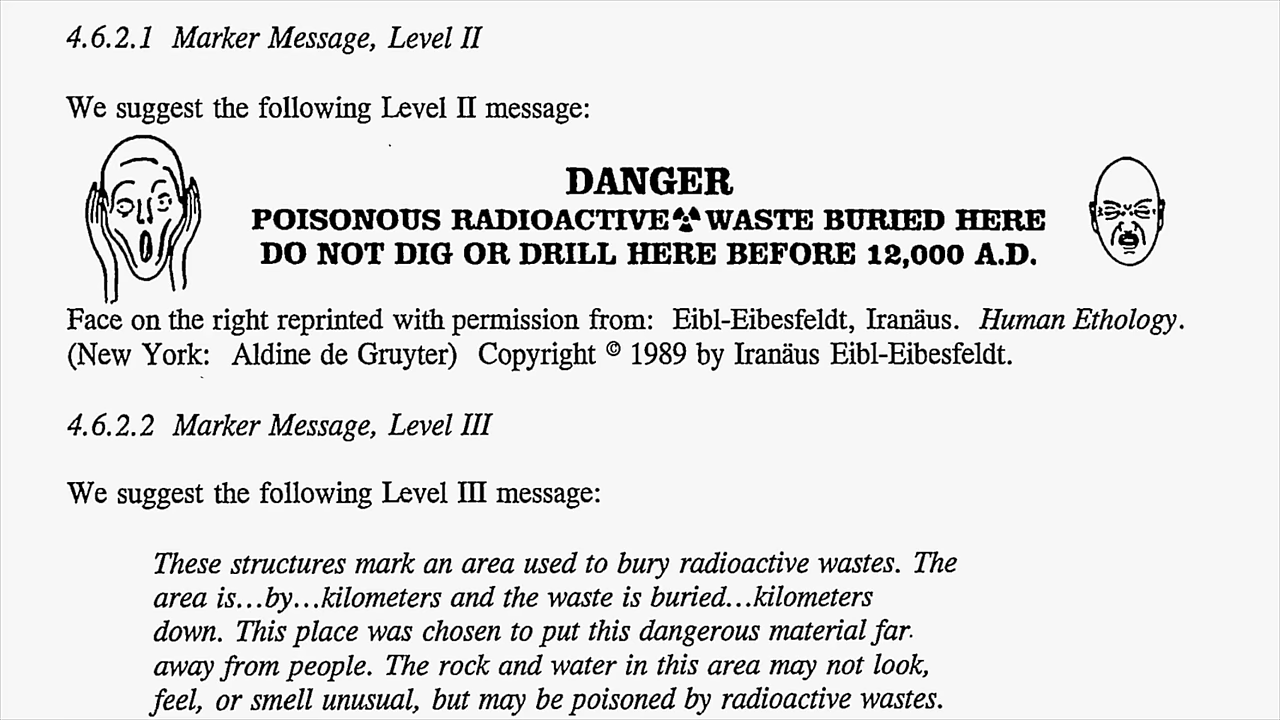 4.6.2.1 Marker Message, Level II
We suggest the following Level II message:
DANGER
POISONOUS RADIOACTIVE WASTE BURIED HERE
DO NOT DIG OR DRILL HERE BEFORE 12,000 A.D.
Face on the right reprinted with permission from: Eibl-Eibesfeldt, Iranäus. Human Ethology.
(New York: Aldine de Gruyter) Copyright © 1989 by Iranäus Eibl-Eibesfeldt.
4.6.2.2 Marker Message, Level III
We suggest the following Level III message:
These structures mark an area used to bury radioactive wastes. The
area is...by...kilometers and the waste is buried...kilometers
down. This place was chosen to put this dangerous material far
away from people. The rock and water in this area may not look,
feel, or smell unusual, but may be poisoned by radioactive wastes.